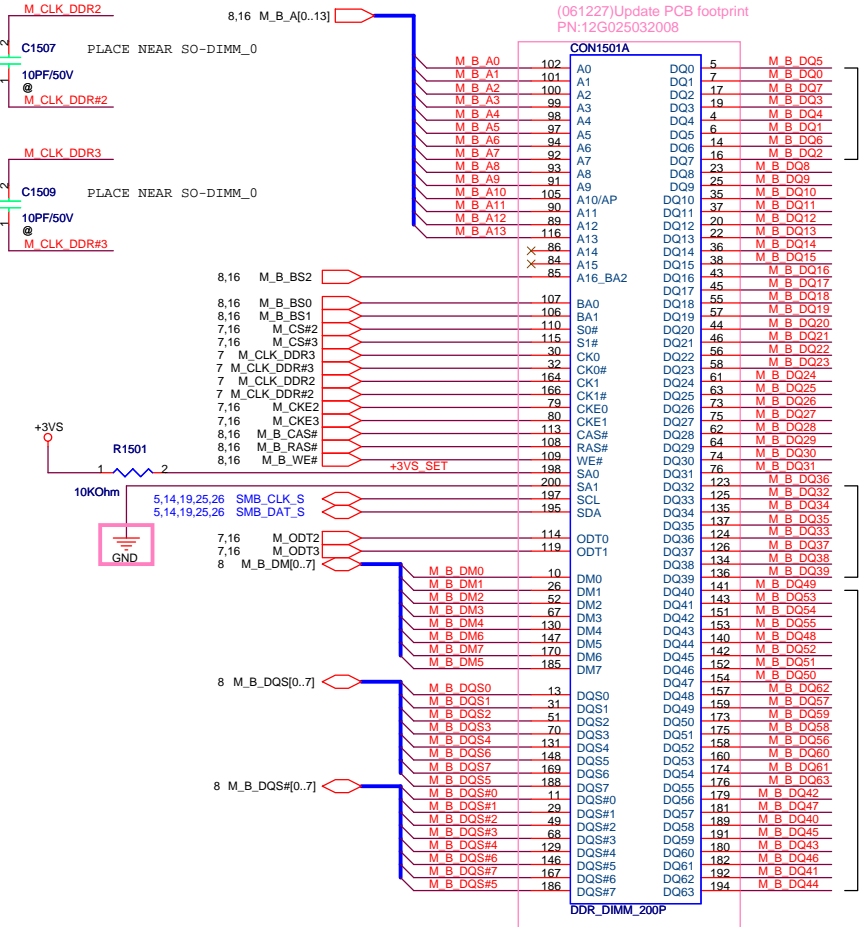 M_CLK_DDR2
2
C1507
PLACE NEAR SO-DIMM_0
10PF/50V
1
@
M_CLK_DDR#2
M_CLK_DDR3
2
C1509
PLACE NEAR SO-DIMM_0
10PF/50V
1
@
M_CLK_DDR#3
(061227)Update PCB footprint
PN:12G025032008
CON1501A
8,16 M_B_A[0..13]
M_B_A0 102 A0
M_B_A1 101 A1
M_B_A2 100 A2
M_B_A3 99 A3
M_B_A4 98 A4
M_B_A5 97 A5
M_B_A6 94 A6
M_B_A7 92 A7
M_B_A8 93 A8
M_B_A9 91 A9
M_B_A10 105 A10/AP
M_B_A11 90 A11
M_B_A12 89 A12
M_B_A13 116 A13
86 A14
84 A15
8,16 M_B_BS2 85 A16_BA2
8,16 M_B_BS0 107 BA0
8,16 M_B_BS1 106 BA1
7,16 M_CS#2 110 S0#
7,16 M_CS#3 115 S1#
7 M_CLK_DDR3 30 CK0
7 M_CLK_DDR#3 32 CK0#
7 M_CLK_DDR2 164 CK1
7 M_CLK_DDR#2 166 CK1#
7,16 M_CKE2 79 CKE0
7,16 M_CKE3 80 CKE1
8,16 M_B_CAS# 113 CAS#
8,16 M_B_RAS# 108 RAS#
8,16 M_B_WE# 109 WE#
+3VS
R1501
1 2
10KOhm
+3VS_SET 198 SA0
200 SA1
GND
5,14,19,25,26 SMB_CLK_S 197 SCL
5,14,19,25,26 SMB_DAT_S 195 SDA
7,16 M_ODT2 114 ODT0
7,16 M_ODT3 119 ODT1
8 M_B_DM[0..7]
M_B_DM0 10 DM0
M_B_DM1 26 DM1
M_B_DM2 52 DM2
M_B_DM3 67 DM3
M_B_DM4 130 DM4
M_B_DM6 147 DM5
M_B_DM7 170 DM6
M_B_DM5 185 DM7
8 M_B_DQS[0..7]
M_B_DQS0 13 DQS0
M_B_DQS1 31 DQS1
M_B_DQS2 51 DQS2
M_B_DQS3 70 DQS3
M_B_DQS4 131 DQS4
M_B_DQS6 148 DQS5
M_B_DQS7 169 DQS6
M_B_DQS5 188 DQS7
8 M_B_DQS#[0..7]
M_B_DQS#0 11 DQS#0
M_B_DQS#1 29 DQS#1
M_B_DQS#2 49 DQS#2
M_B_DQS#3 68 DQS#3
M_B_DQS#4 129 DQS#4
M_B_DQS#6 146 DQS#5
M_B_DQS#7 167 DQS#6
M_B_DQS#5 186 DQS#7
DQ0 5 M_B_DQ5
DQ1 7 M_B_DQ0
DQ2 17 M_B_DQ7
DQ3 19 M_B_DQ3
DQ4 4 M_B_DQ4
DQ5 6 M_B_DQ1
DQ6 14 M_B_DQ6
DQ7 16 M_B_DQ2
DQ8 23 M_B_DQ8
DQ9 25 M_B_DQ9
DQ10 35 M_B_DQ10
DQ11 37 M_B_DQ11
DQ12 20 M_B_DQ12
DQ13 22 M_B_DQ13
DQ14 36 M_B_DQ14
DQ15 38 M_B_DQ15
DQ16 43 M_B_DQ16
DQ17 45 M_B_DQ17
DQ18 55 M_B_DQ18
DQ19 57 M_B_DQ19
DQ20 44 M_B_DQ20
DQ21 46 M_B_DQ21
DQ22 56 M_B_DQ22
DQ23 58 M_B_DQ23
DQ24 61 M_B_DQ24
DQ25 63 M_B_DQ25
DQ26 73 M_B_DQ26
DQ27 75 M_B_DQ27
DQ28 62 M_B_DQ28
DQ29 64 M_B_DQ29
DQ30 74 M_B_DQ30
DQ31 76 M_B_DQ31
DQ32 123 M_B_DQ36
DQ33 125 M_B_DQ32
DQ34 135 M_B_DQ34
DQ35 137 M_B_DQ35
DQ36 124 M_B_DQ33
DQ37 126 M_B_DQ37
DQ38 134 M_B_DQ38
DQ39 136 M_B_DQ39
DQ40 141 M_B_DQ49
DQ41 143 M_B_DQ53
DQ42 151 M_B_DQ54
DQ43 153 M_B_DQ55
DQ44 140 M_B_DQ48
DQ45 142 M_B_DQ52
DQ46 152 M_B_DQ51
DQ47 154 M_B_DQ50
DQ48 157 M_B_DQ62
DQ49 159 M_B_DQ57
DQ50 173 M_B_DQ59
DQ51 175 M_B_DQ58
DQ52 158 M_B_DQ56
DQ53 160 M_B_DQ60
DQ54 174 M_B_DQ61
DQ55 176 M_B_DQ63
DQ56 179 M_B_DQ42
DQ57 181 M_B_DQ47
DQ58 189 M_B_DQ40
DQ59 191 M_B_DQ45
DQ60 180 M_B_DQ43
DQ61 182 M_B_DQ46
DQ62 192 M_B_DQ41
DQ63 194 M_B_DQ44
DDR_DIMM_200P